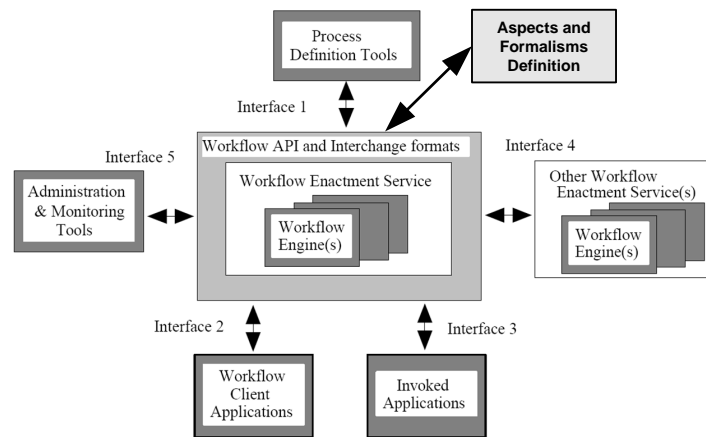 Process
Definition Tools
Aspects and
Formalisms
Definition
Interface 1
Workflow API and Interchange formats
Interface 4
Interface 5
Workflow Enactment Service
Other Workflow
Enactment Service(s)
Administration
& Monitoring
Tools
Workflow
Engine(s)
Workflow
Engine(s)
Interface 2
Interface 3
Workflow
Client
Applications
Invoked
Applications